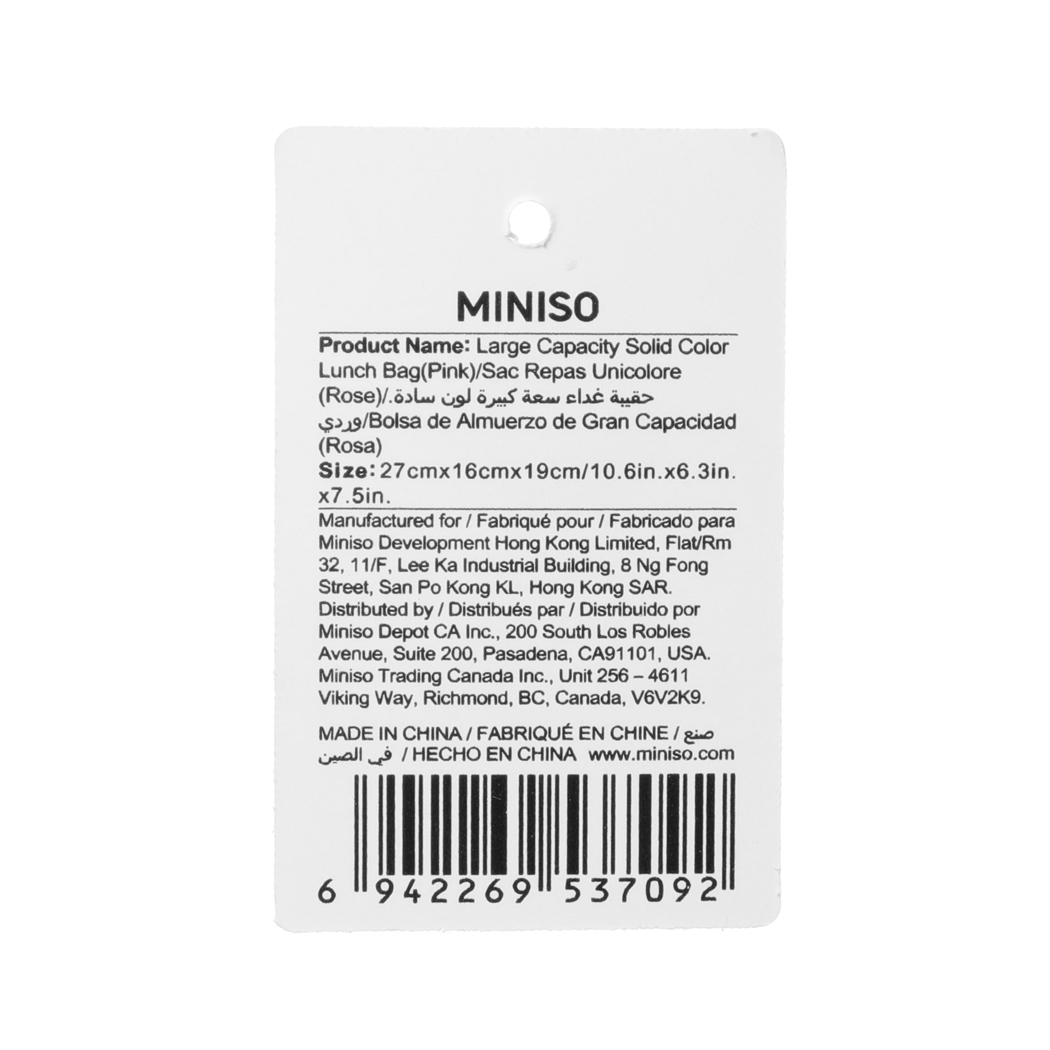 MINISO
Product Name: Large Capacity Solid Color
Lunch Bag(Pink)/Sac Repas Unicolore
(Rose)/.حقيبة غداء سعة كبيرة لون سادة
وردي/Bolsa de Almuerzo de Gran Capacidad
(Rosa)
Size: 27cmx16cmx19cm/10.6in.x6.3in.
x7.5in.
Manufactured for / Fabriqué pour / Fabricado para
Miniso Development Hong Kong Limited, Flat/Rm
32, 11/F, Lee Ka Industrial Building, 8 Ng Fong
Street, San Po Kong KL, Hong Kong SAR.
Distributed by / Distribués par / Distribuido por
Miniso Depot CA Inc., 200 South Los Robles
Avenue, Suite 200, Pasadena, CA91101, USA.
Miniso Trading Canada Inc., Unit 256 – 4611
Viking Way, Richmond, BC, Canada, V6V2K9.
MADE IN CHINA / FABRIQUÉ EN CHINE / صنع
في الصين / HECHO EN CHINA www.miniso.com
6 942269 537092